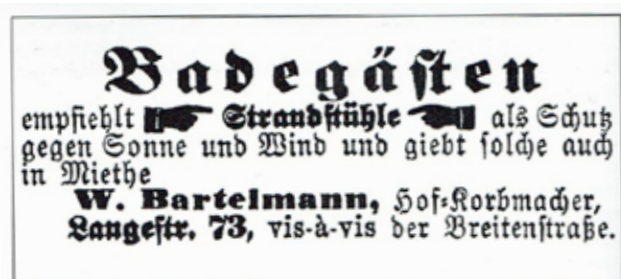 Badegästen
empfiehlt ☛ Strandstühle ☚ als Schutz
gegen Sonne und Wind und giebt solche auch
in Miethe
W. Bartelmann, Hof-Korbmacher,
Langestr. 73, vis-à-vis der Breitenstraße.